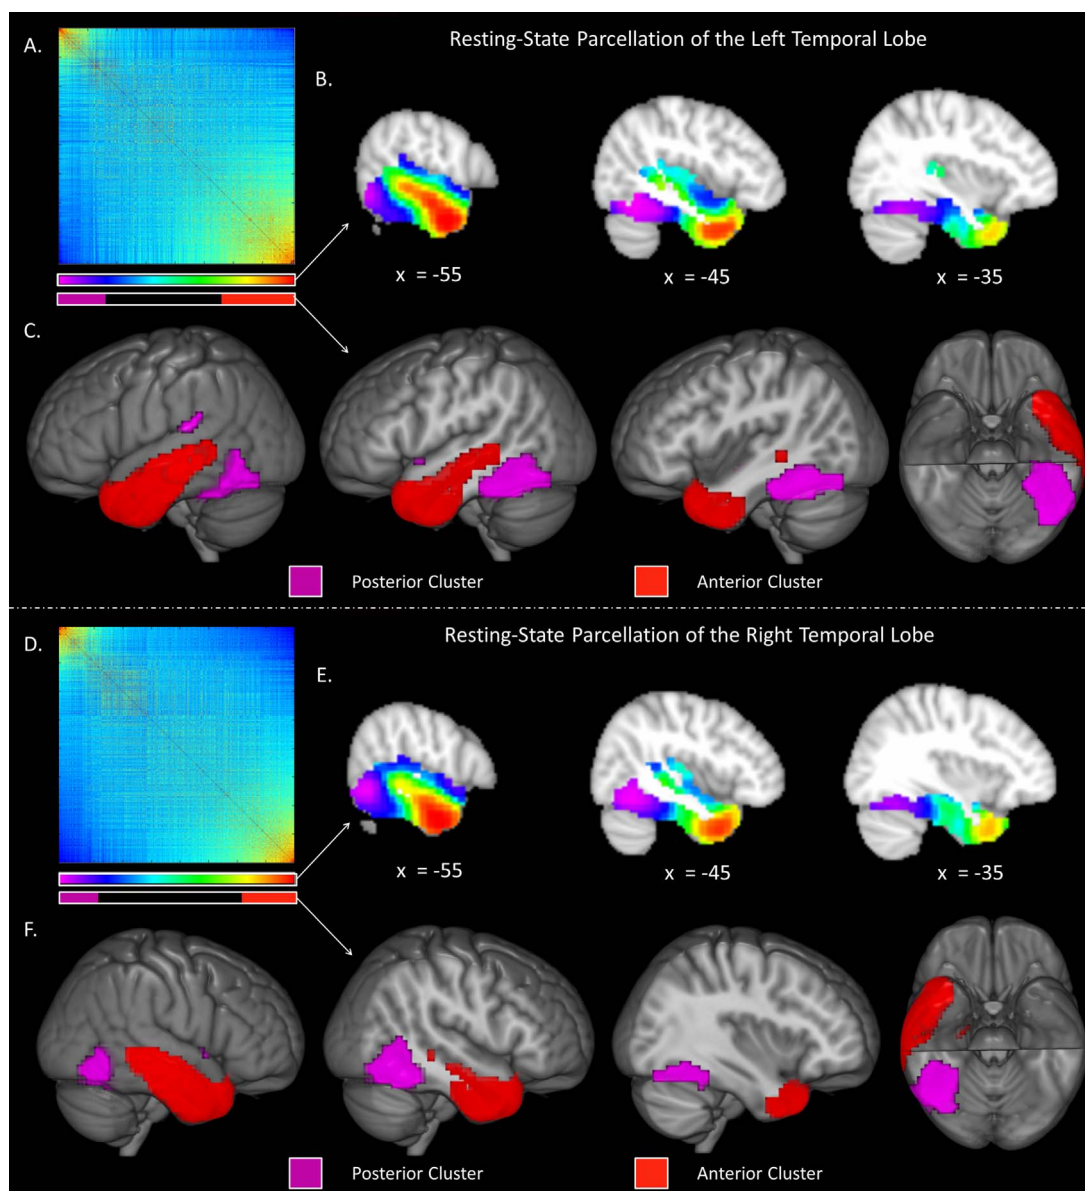 A.
Resting-State Parcellation of the Left Temporal Lobe
B.
x = -55
x = -45
x = -35
C.
Posterior Cluster
Anterior Cluster
D.
Resting-State Parcellation of the Right Temporal Lobe
E.
x = -55
x = -45
x = -35
F.
Posterior Cluster
Anterior Cluster